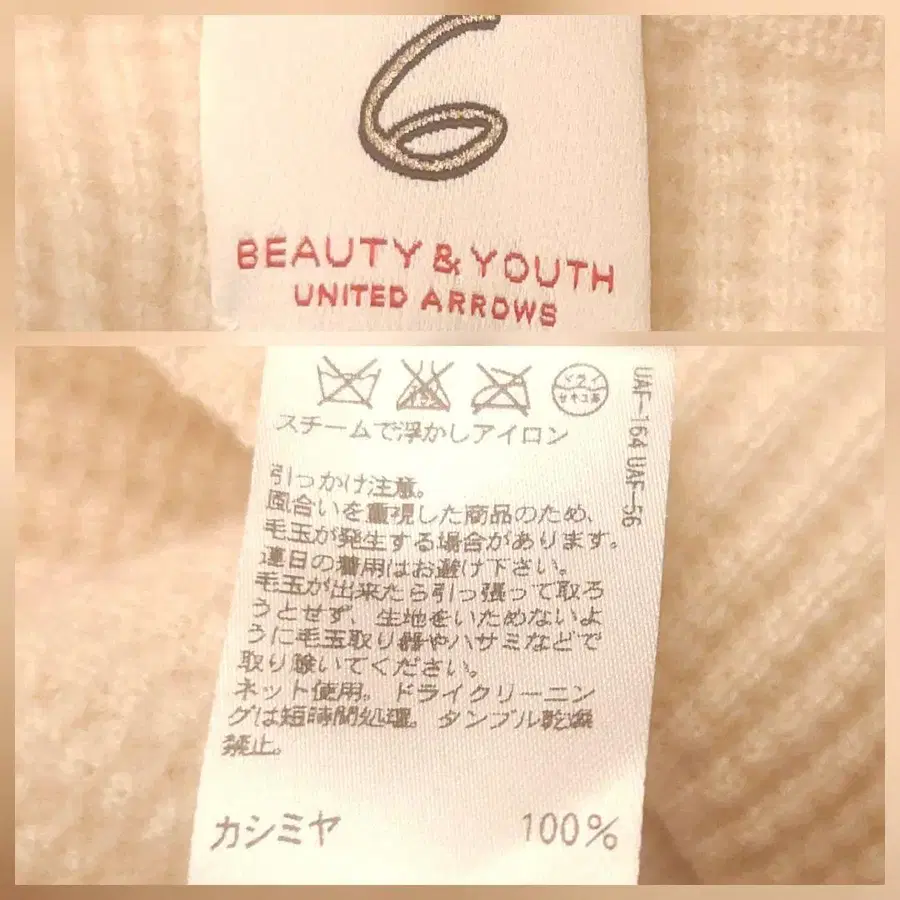 6
BEAUTY & YOUTH
UNITED ARROWS
ドライ
セキユ系
スチームで浮かしアイロン
UAF-164 UAF-56
引っかけ注意。
風合いを重視した商品のため、
毛玉が発生する場合があります。
連日の着用はお避け下さい。
毛玉が出来たら引っ張って取ろ
うとせず、生地をいためないよ
うに毛玉取り器やハサミなどで
取り除いてください。
ネット使用。ドライクリーニン
グは短時間処理。タンブル乾燥
禁止。
カシミヤ 100%